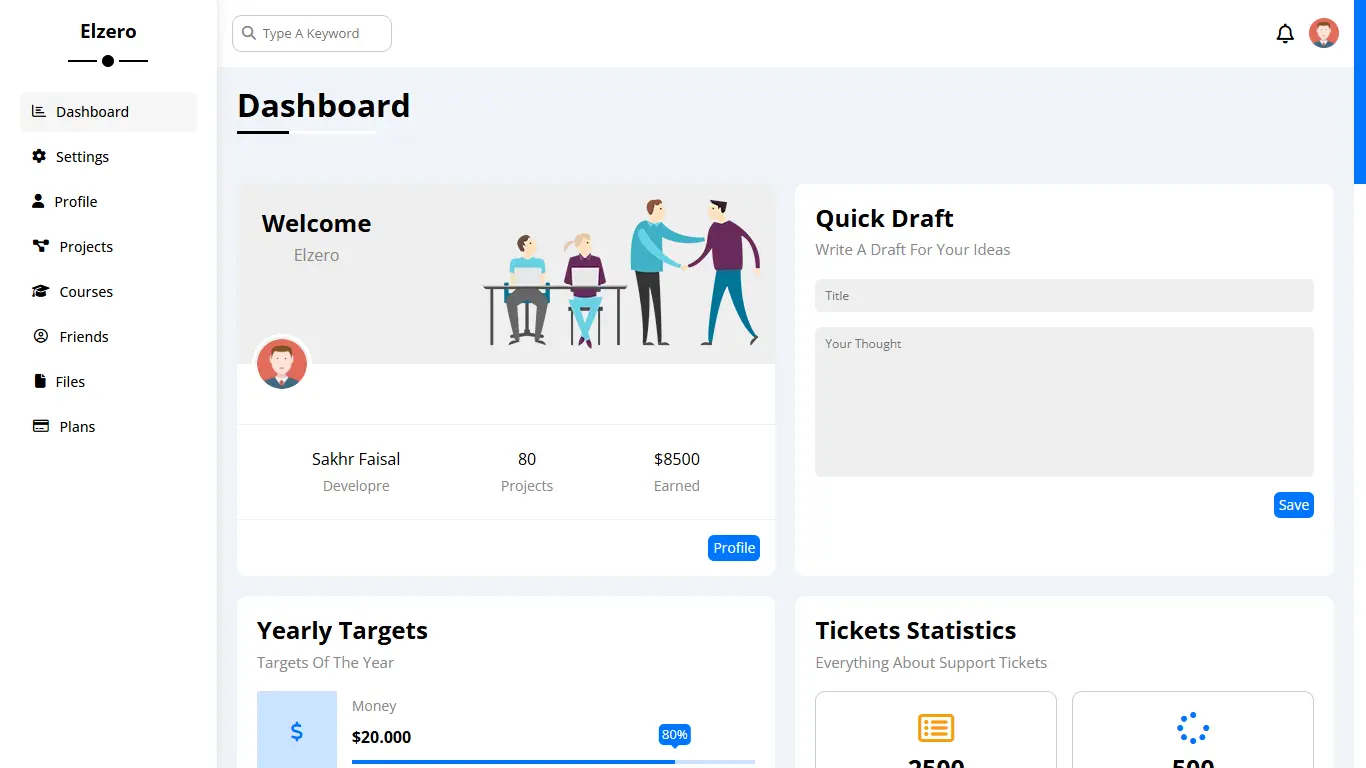 Elzero
Dashboard
Settings
Profile
Projects
Courses
Friends
Files
Plans
Type A Keyword
Dashboard
Welcome
Elzero
Sakhr Faisal
Developre
80
Projects
$8500
Earned
Profile
Quick Draft
Write A Draft For Your Ideas
Title
Your Thought
Save
Yearly Targets
Targets Of The Year
$
Money
$20.000
80%
Tickets Statistics
Everything About Support Tickets
2500
500